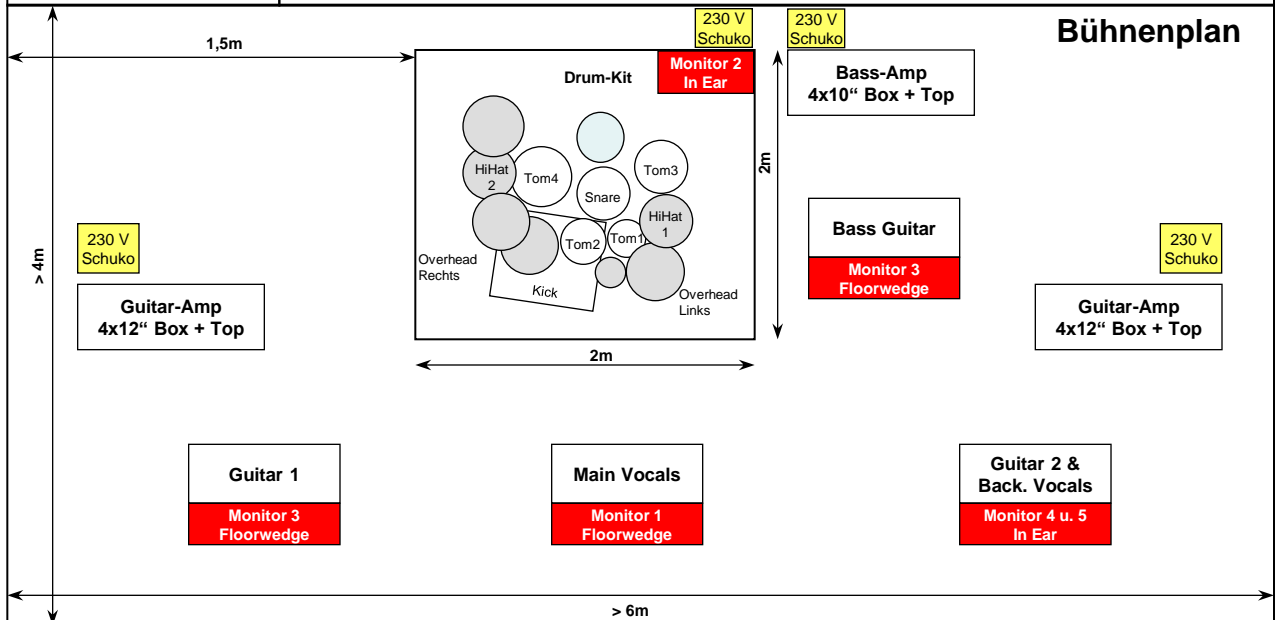 230 V
Schuko
230 V
Schuko
Bühnenplan
1,5m
Monitor 2
In Ear
Drum-Kit
Bass-Amp
4x10“ Box + Top
HiHat
2
Tom4
Snare
Tom3
2m
HiHat
1
Tom2
Tom1
Overhead
Rechts
Kick
Overhead
Links
Bass Guitar
Monitor 3
Floorwedge
> 4m
230 V
Schuko
Guitar-Amp
4x12“ Box + Top
230 V
Schuko
Guitar-Amp
4x12“ Box + Top
2m
Guitar 1
Monitor 3
Floorwedge
Main Vocals
Monitor 1
Floorwedge
Guitar 2 &
Back. Vocals
Monitor 4 u. 5
In Ear
> 6m